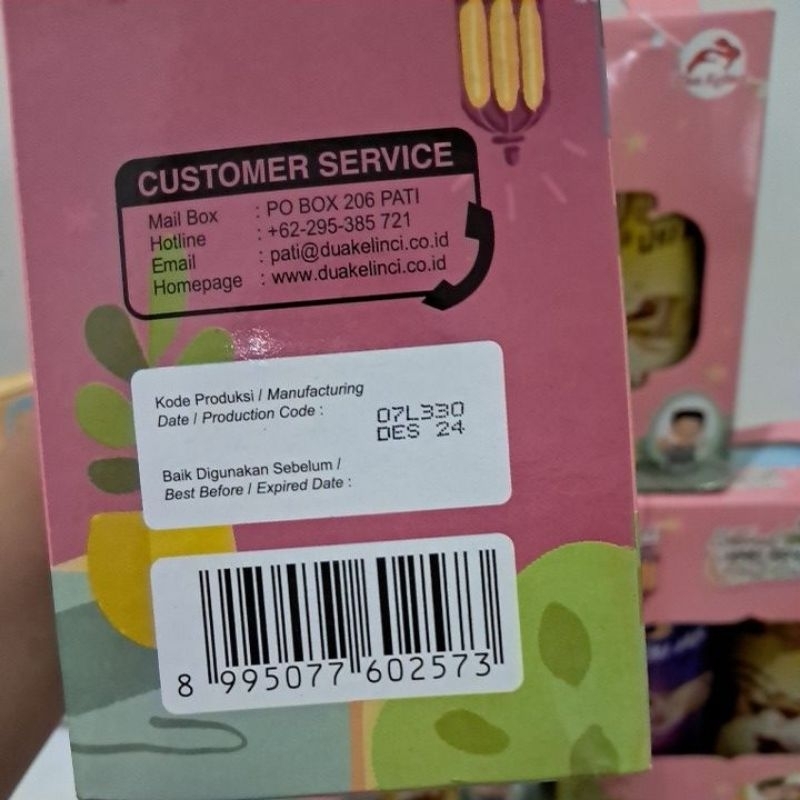 CUSTOMER SERVICE
Mail Box : PO BOX 206 PATI
Hotline : +62-295-385 721
Email : pati@duakelinci.co.id
Homepage : www.duakelinci.co.id
Kode Produksi / Manufacturing
Date / Production Code :
07L330
DES 24
Baik Digunakan Sebelum /
Best Before / Expired Date :
8 995077 602573